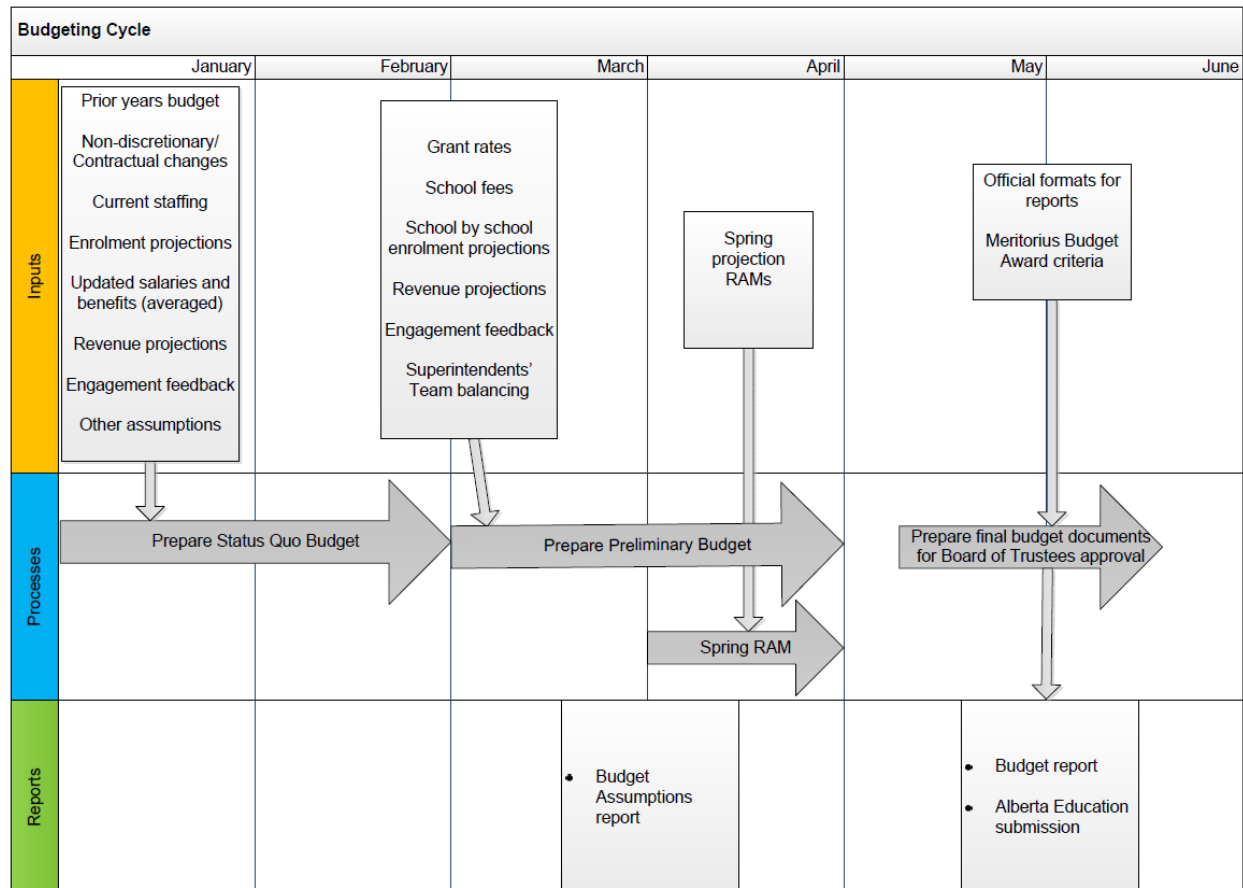 Budgeting Cycle
January
February
March
April
May
June
Inputs
Prior years budget
Non-discretionary/
Contractual changes
Current staffing
Enrolment projections
Updated salaries and
benefits (averaged)
Revenue projections
Engagement feedback
Other assumptions
Grant rates
School fees
School by school
enrolment projections
Revenue projections
Engagement feedback
Superintendents’
Team balancing
Spring
projection
RAMs
Official formats for
reports
Meritorius Budget
Award criteria
Processes
Prepare Status Quo Budget
Prepare Preliminary Budget
Prepare final budget documents
for Board of Trustees approval
Spring RAM
Reports
• Budget
Assumptions
report
• Budget report
• Alberta Education
submission